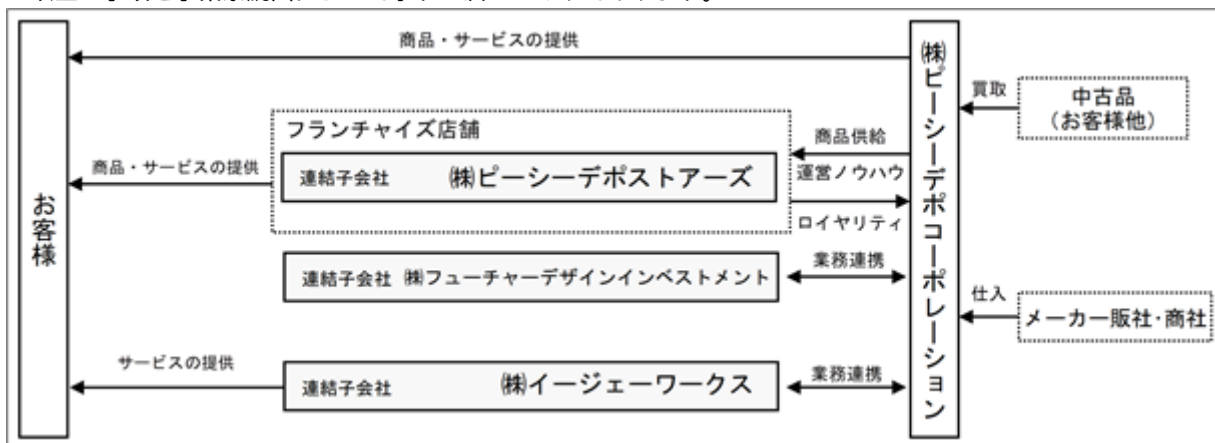 商品・サービスの提供
㈱ピーシーデポコーポレーション
買取
中古品
（お客様他）
フランチャイズ店舗
商品供給
商品・サービスの提供
連結子会社 ㈱ピーシーデポストアーズ
運営ノウハウ
ロイヤリティ
お客様
連結子会社 ㈱フューチャーデザインインベストメント
業務連携
仕入
メーカー販社・商社
サービスの提供
連結子会社 ㈱イージェーワークス
業務連携